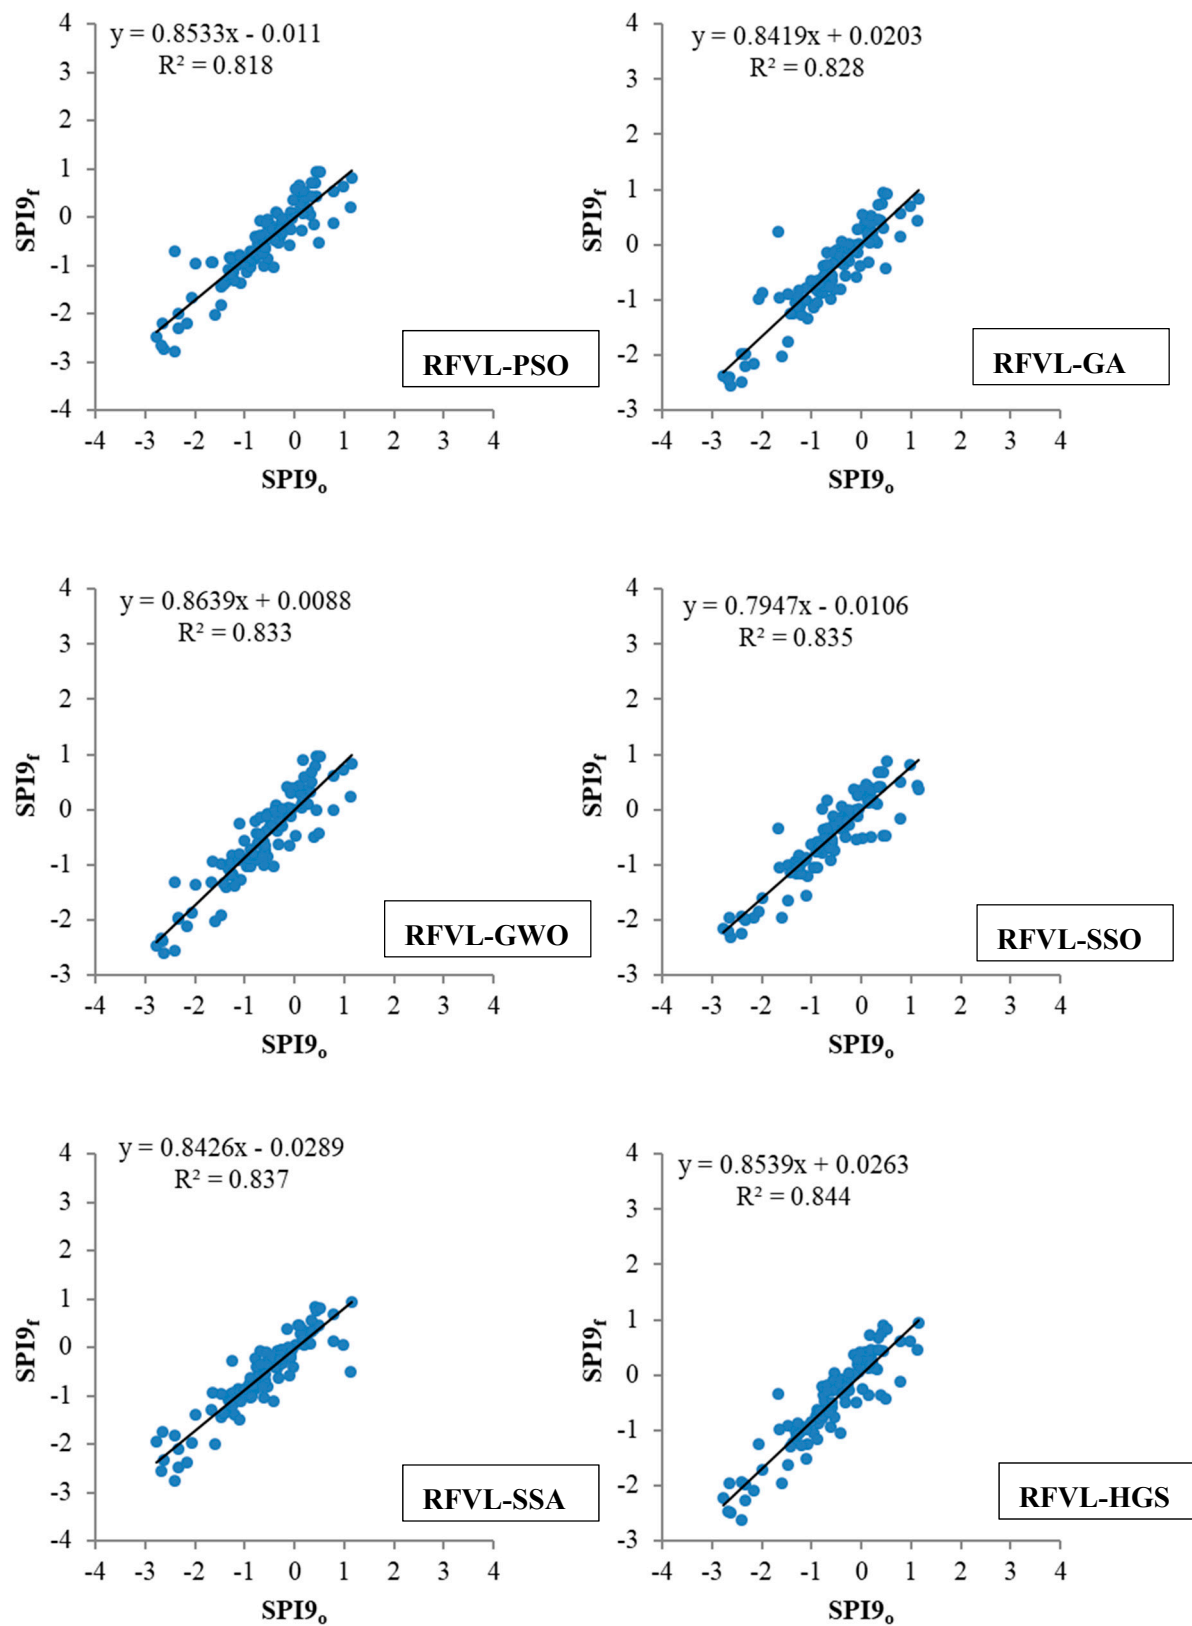 y = 0.8533x - 0.011
R² = 0.818
4
3
2
1
0
-1
-2
-3
-4
SPI9f
-4 -3 -2 -1 0 1 2 3 4
SPI9o
RFVL-PSO
y = 0.8419x + 0.0203
R² = 0.828
4
3
2
1
0
-1
-2
-3
SPI9f
-4 -3 -2 -1 0 1 2 3 4
SPI9o
RFVL-GA
y = 0.8639x + 0.0088
R² = 0.833
4
3
2
1
0
-1
-2
-3
SPI9f
-4 -3 -2 -1 0 1 2 3 4
SPI9o
RFVL-GWO
y = 0.7947x - 0.0106
R² = 0.835
4
3
2
1
0
-1
-2
-3
SPI9f
-4 -3 -2 -1 0 1 2 3 4
SPI9o
RFVL-SSO
y = 0.8426x - 0.0289
R² = 0.837
4
3
2
1
0
-1
-2
-3
-4
SPI9f
-4 -3 -2 -1 0 1 2 3 4
SPI9o
RFVL-SSA
y = 0.8539x + 0.0263
R² = 0.844
4
3
2
1
0
-1
-2
-3
SPI9f
-4 -3 -2 -1 0 1 2 3 4
SPI9o
RFVL-HGS